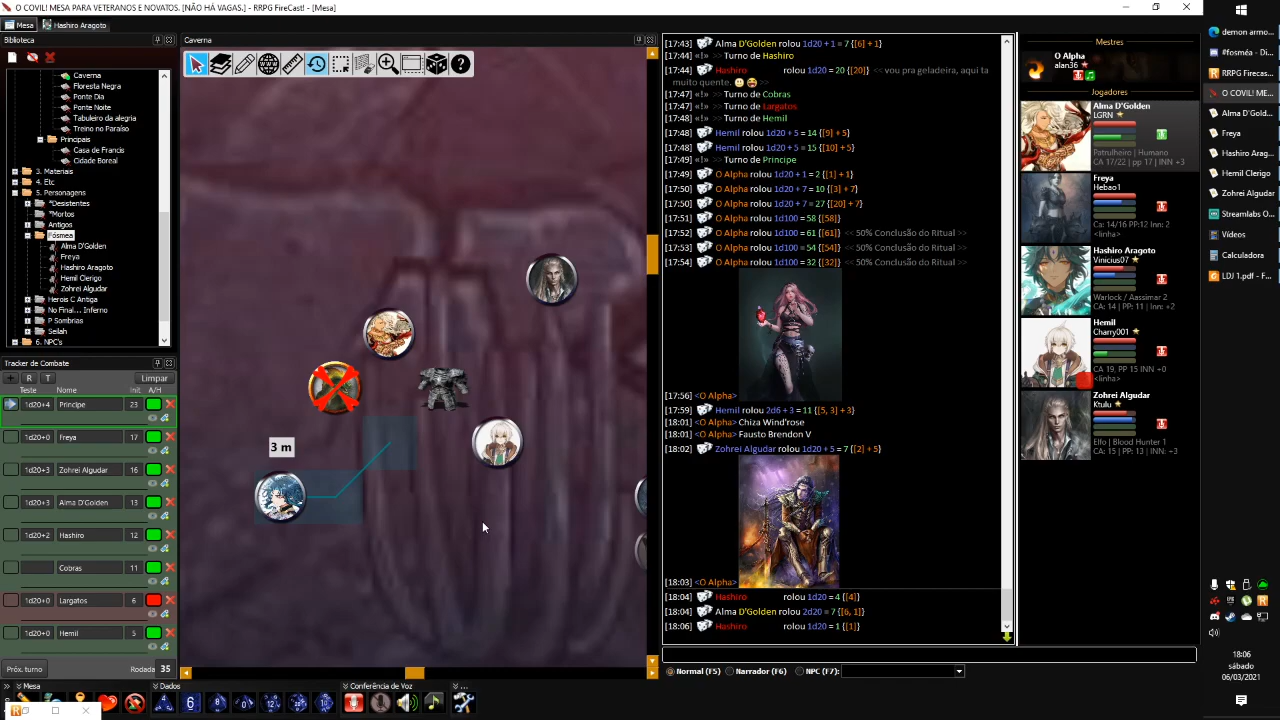 O COVIL! MESA PARA VETERANOS E NOVATOS. [NÃO HÁ VAGAS.] - RRPG FireCast! - [Mesa]
Mesa
Hashiro Aragoto
Biblioteca
Caverna
Floresta Negra
Ponte Dia
Ponte Noite
Tabuleiro da alegria
Treino no Paraíso
Principais
Casa de Francis
Cidade Boreal
3. Materais
4. Etc
5. Personagens
*Desistentes
*Mortos
Antigos
Fósmea
Alma D'Golden
Freya
Hashiro Aragoto
Hemil Clerigo
Zohrei Algudar
Herois C Antiga
No Final... Inferno
P Sombras
Seilah
6. NPC's
Tracker de Combate
+ R T Limpar
Teste Nome Init. A/H
1d20+4 Principe 23
1d20+0 Freya 17
1d20+3 Zohrei Algudar 16
1d20+3 Alma D'Golden 13
1d20+2 Hashiro 12
Cobras 11
1d20+0 Largatos 6
1d20+0 Hemil 5
Próx. turno Rodada 35
Mesa
Dados
Conferência de Voz
Caverna
3 m
[17:43] Alma D'Golden rolou 1d20 + 1 = 7 {[6] + 1}
[17:44] «!» >> Turno de Hashiro
[17:44] Hashiro rolou 1d20 = 20 {[20]} << vou pra geladeira, aqui ta
muito quente. >>
[17:47] «!» >> Turno de Cobras
[17:47] «!» >> Turno de Largatos
[17:48] «!» >> Turno de Hemil
[17:48] Hemil rolou 1d20 + 5 = 14 {[9] + 5}
[17:48] Hemil rolou 1d20 + 5 = 15 {[10] + 5}
[17:49] «!» >> Turno de Principe
[17:49] O Alpha rolou 1d20 + 1 = 2 {[1] + 1}
[17:50] O Alpha rolou 1d20 + 7 = 10 {[3] + 7}
[17:50] O Alpha rolou 1d20 + 7 = 27 {[20] + 7}
[17:51] O Alpha rolou 1d100 = 58 {[58]}
[17:52] O Alpha rolou 1d100 = 61 {[61]} << 50% Conclusão do Ritual >>
[17:53] O Alpha rolou 1d100 = 54 {[54]} << 50% Conclusão do Ritual >>
[17:54] O Alpha rolou 1d100 = 32 {[32]} << 50% Conclusão do Ritual >>
[17:56] <O Alpha>
[17:59] Hemil rolou 2d6 + 3 = 11 {[5, 3] + 3}
[18:01] <O Alpha> Chiza Wind'rose
[18:01] <O Alpha> Fausto Brendon V
[18:02] Zohrei Algudar rolou 1d20 + 5 = 7 {[2] + 5}
[18:03] <O Alpha>
[18:04] Hashiro rolou 1d20 = 4 {[4]}
[18:04] Alma D'Golden rolou 2d20 = 7 {[6, 1]}
[18:06] Hashiro rolou 1d20 = 1 {[1]}
Normal (F5) Narrador (F6) NPC (F7):
Mestres
O Alpha
alan36
Jogadores
Alma D'Golden
LGRN
Patrulheiro | Humano
CA 17/22 | pp 17 | INN +3
Freya
Hebao1
Ca: 14/16 PP:12 Inn: 2
<linha>
Hashiro Aragoto
Vinicius07
Warlock / Aassimar 2
CA: 14 | PP: 11 | Inn: +2
Hemil
Charry001
CA 19, PP 15 INN +0
<linha>
Zohrei Algudar
Ktulu
Elfo | Blood Hunter 1
CA: 15 | PP: 13 | Inn: +3
demon armo...
#fosméa - Di...
RRPG Firecas...
O COVIL! ME...
Alma D'Gold...
Freya
Hashiro Arag...
Hemil Clerigo
Zohrei Algud...
Streamlabs O...
Vídeos
Calculadora
LDJ 1.pdf - F...
18:06
sábado
06/03/2021